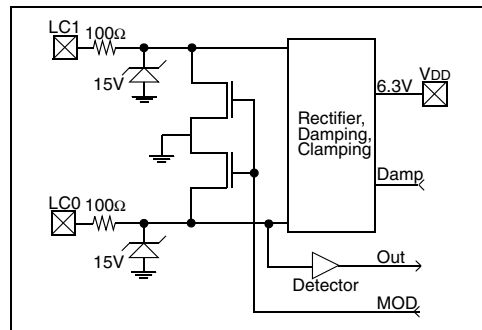 LC1
100Ω
15V
VDD
6.3V
Rectifier,
Damping,
Clamping
Damp
LC0
100Ω
15V
Out
Detector
MOD